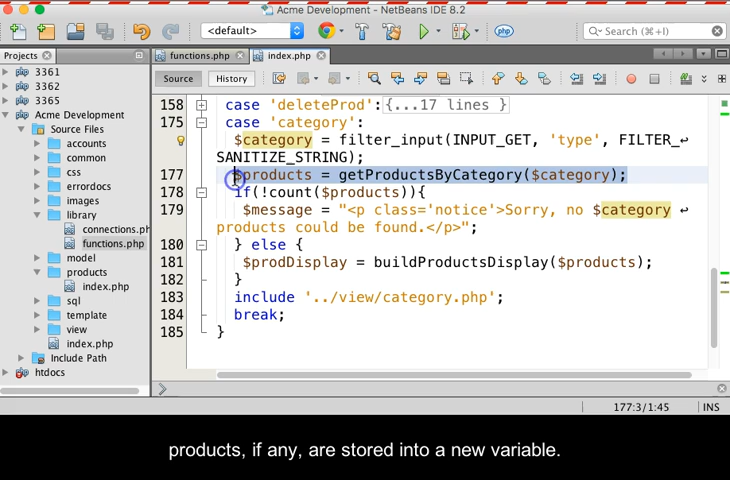 Acme Development - NetBeans IDE 8.2
<default>
php
Search (⌘+I)
Projects
functions.php
index.php
Source
History
3361
3362
3365
Acme Development
Source Files
accounts
common
css
errordocs
images
library
connections.ph
functions.php
model
products
index.php
sql
template
view
index.php
Include Path
htdocs
158 case 'deleteProd':{...17 lines }
175 case 'category':
$category = filter_input(INPUT_GET, 'type', FILTER_↵
SANITIZE_STRING);
177 $products = getProductsByCategory($category);
178 if(!count($products)){
179 $message = "<p class='notice'>Sorry, no $category ↵
products could be found.</p>";
180 } else {
181 $prodDisplay = buildProductsDisplay($products);
182 }
183 include '../view/category.php';
184 break;
185 }
177:3/1:45
INS
products, if any, are stored into a new variable.